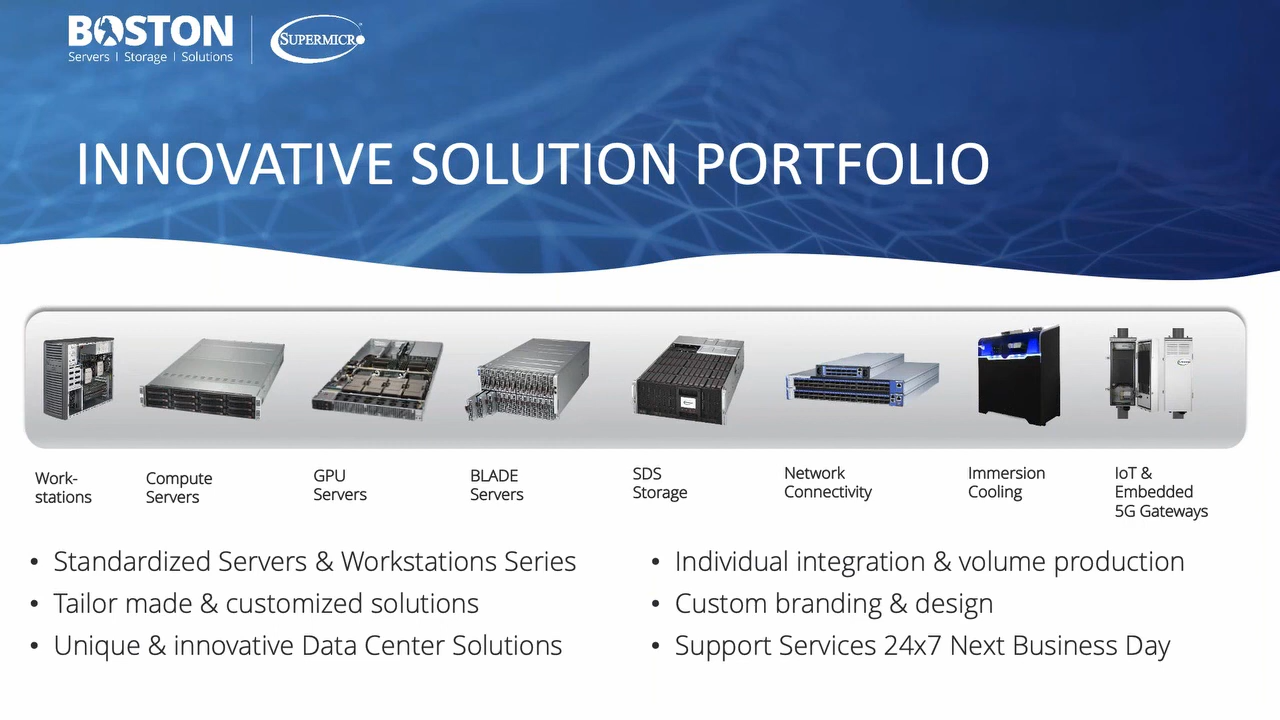 BOSTON
Servers | Storage | Solutions
SUPERMICRO
INNOVATIVE SOLUTION PORTFOLIO
Work-
stations
Compute
Servers
GPU
Servers
BLADE
Servers
SDS
Storage
Network
Connectivity
Immersion
Cooling
IoT &
Embedded
5G Gateways
• Standardized Servers & Workstations Series
• Tailor made & customized solutions
• Unique & innovative Data Center Solutions
• Individual integration & volume production
• Custom branding & design
• Support Services 24x7 Next Business Day